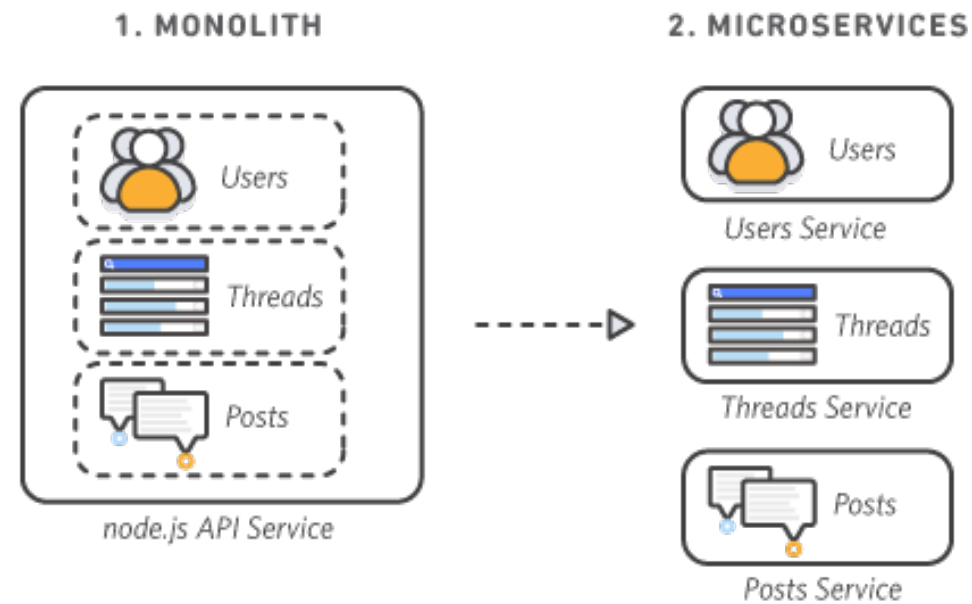 1. MONOLITH
Users
Threads
Posts
node.js API Service
2. MICROSERVICES
Users
Users Service
Threads
Threads Service
Posts
Posts Service